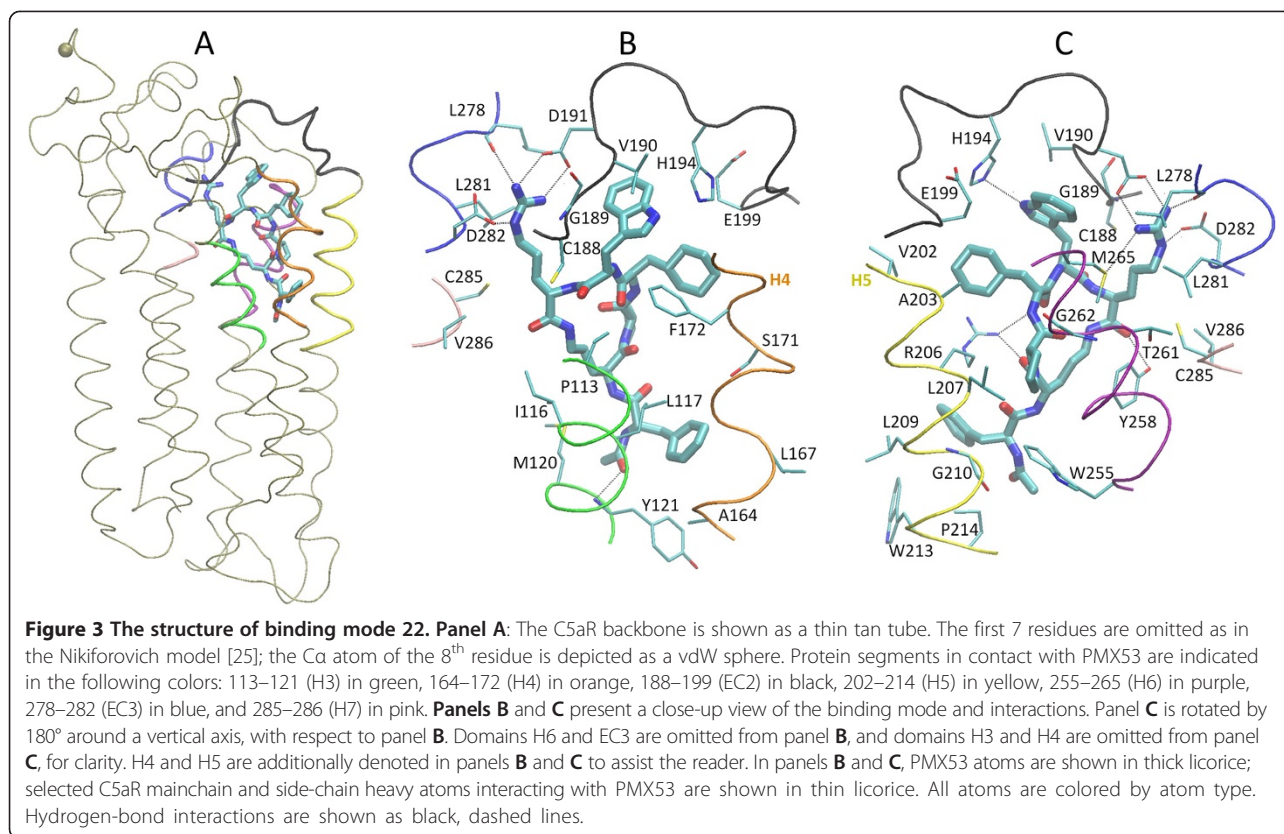 A
B
C
L278
D191
V190
H194
L281
G189
E199
D282
C188
C285
H4
F172
V286
S171
P113
I116
L117
M120
L167
Y121
A164
H194
V190
L278
E199
G189
C188
D282
V202
M265
L281
H5
A203
G262
V286
T261
R206
C285
L207
Y258
L209
G210
W255
P214
W213
Figure 3 The structure of binding mode 22. Panel A: The C5aR backbone is shown as a thin tan tube. The first 7 residues are omitted as in
the Nikiforovich model [25]; the Cα atom of the 8th residue is depicted as a vdW sphere. Protein segments in contact with PMX53 are indicated
in the following colors: 113–121 (H3) in green, 164–172 (H4) in orange, 188–199 (EC2) in black, 202–214 (H5) in yellow, 255–265 (H6) in purple,
278–282 (EC3) in blue, and 285–286 (H7) in pink. Panels B and C present a close-up view of the binding mode and interactions. Panel C is rotated by
180° around a vertical axis, with respect to panel B. Domains H6 and EC3 are omitted from panel B, and domains H3 and H4 are omitted from panel
C, for clarity. H4 and H5 are additionally denoted in panels B and C to assist the reader. In panels B and C, PMX53 atoms are shown in thick licorice;
selected C5aR mainchain and side-chain heavy atoms interacting with PMX53 are shown in thin licorice. All atoms are colored by atom type.
Hydrogen-bond interactions are shown as black, dashed lines.